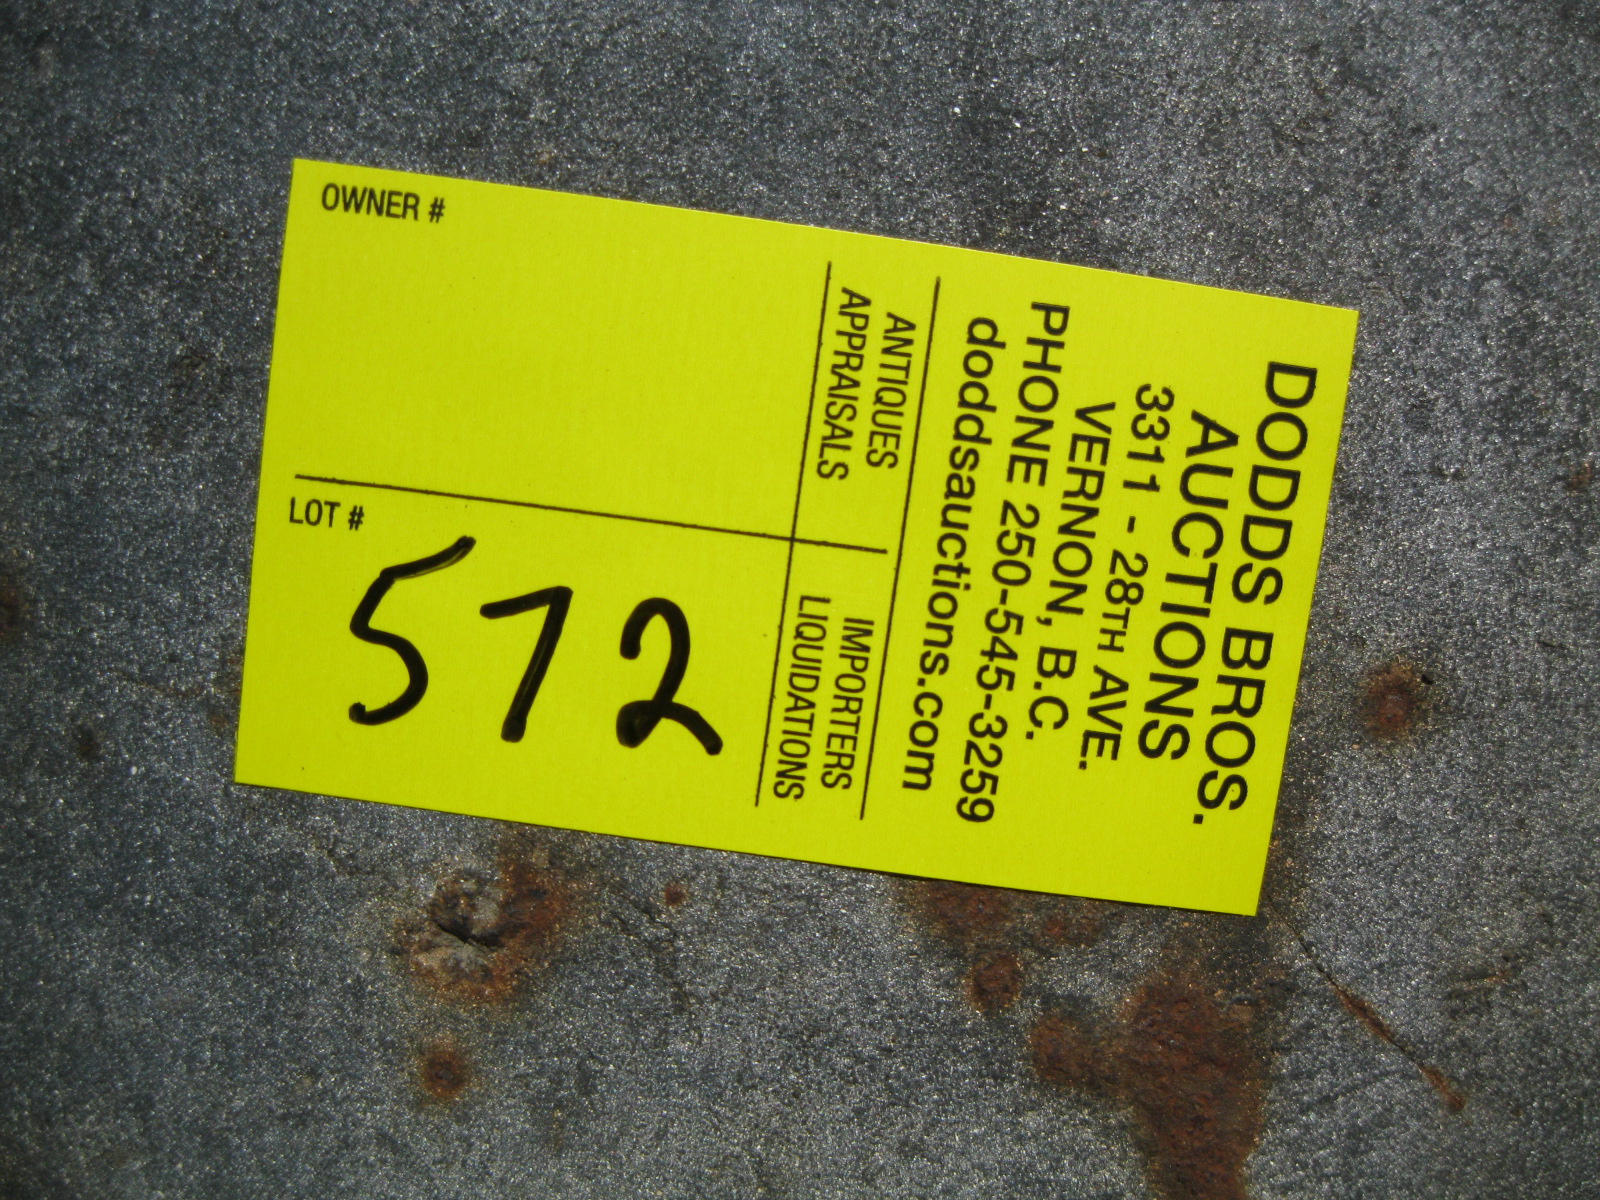 DODDS BROS.
AUCTIONS
3311 - 28TH AVE.
VERNON, B.C.
PHONE 250-545-3259
doddsauctions.com
ANTIQUES
APPRAISALS
IMPORTERS
LIQUIDATIONS
OWNER #
LOT #
572